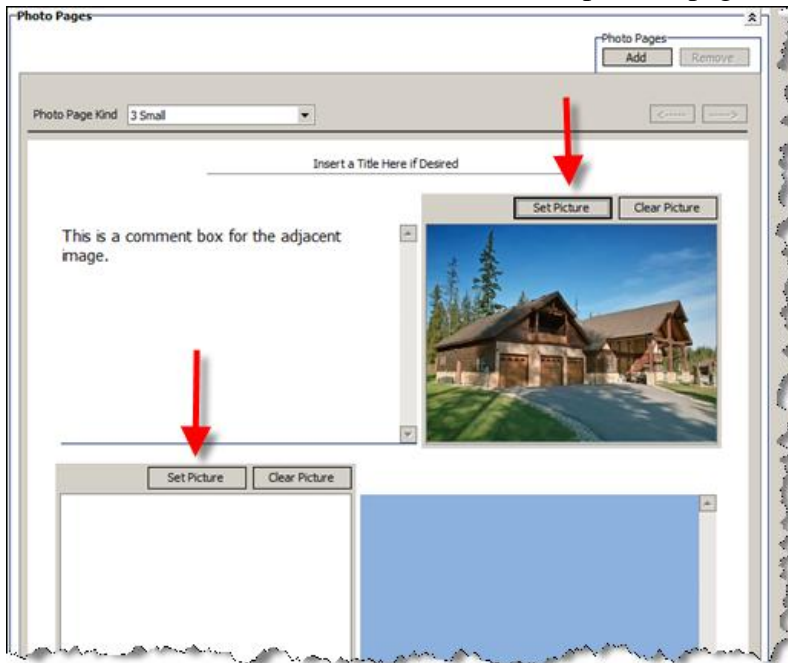 Photo Pages
Photo Pages
Add Remove
Photo Page Kind 3 Small <----- ----->
Insert a Title Here if Desired
Set Picture Clear Picture
This is a comment box for the adjacent
image.
Set Picture Clear Picture